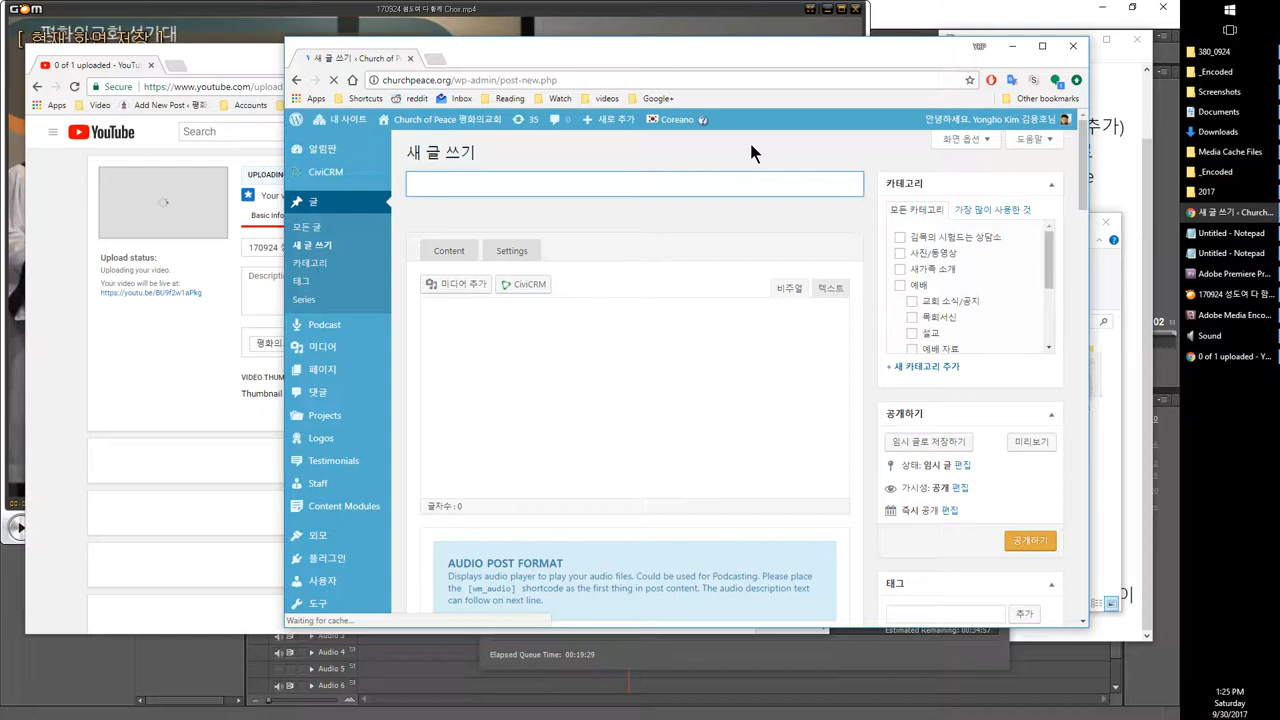 170924 성도여 다 함께 Choir.mp4
0 of 1 uploaded - YouTu
Secure
https://www.youtube.com/upload
Apps
Video
Add New Post ‹ 평화
YouTube
Search
UPLOADING
Your v
Basic info
Upload status:
Uploading your video.
Your video will be live at:
https://youtu.be/BU9f2w1aPkg
Descripti
VIDEO THUM
Thumbnail
새 글 쓰기 ‹ Church of P
YKP
churchpeace.org/wp-admin/post-new.php
Apps
Shortcuts
reddit
Inbox
Reading
Watch
videos
Google+
Other bookmarks
내 사이트
Church of Peace 평화의교회
35
0
새로 추가
Coreano
안녕하세요, Yongho Kim 김용호님
알림판
CiviCRM
글
모든 글
새 글 쓰기
카테고리
태그
Series
Podcast
미디어
페이지
댓글
Projects
Logos
Testimonials
Staff
Content Modules
외모
플러그인
사용자
도구
새 글 쓰기
화면 옵션
도움말
Content
Settings
미디어 추가
CiviCRM
비주얼
텍스트
글자수 : 0
AUDIO POST FORMAT
Displays audio player to play your audio files. Could be used for Podcasting. Please place
the [wm_audio] shortcode as the first thing in post content. The audio description text
can follow on next line.
카테고리
모든 카테고리
가장 많이 사용한 것
김목의 시험드는 상담소
사진/동영상
새가족 소개
예배
교회 소식/공지
목회서신
설교
예배 자료
+ 새 카테고리 추가
공개하기
임시 글로 저장하기
미리보기
상태: 임시 글 편집
가시성: 공개 편집
즉시 공개 편집
공개하기
태그
추가
Waiting for cache...
Estimated Remaining: 00:34:57
Elapsed Queue Time: 00:19:29
Audio 4
Audio 5
Audio 6
추가)
02
이
380_0924
_Encoded
Screenshots
Documents
Downloads
Media Cache Files
_Encoded
2017
새 글 쓰기 ‹ Church...
Untitled - Notepad
Untitled - Notepad
Adobe Premiere Pr...
170924 성도여 다 함...
Adobe Media Enco...
Sound
0 of 1 uploaded - Y...
1:25 PM
Saturday
9/30/2017